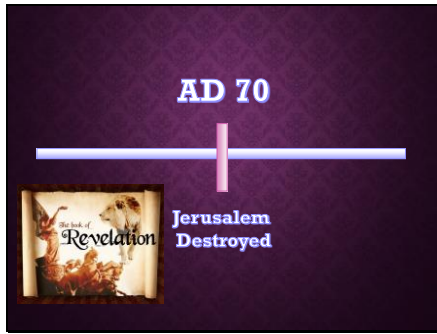 AD 70
The book of
Revelation
Jerusalem
Destroyed